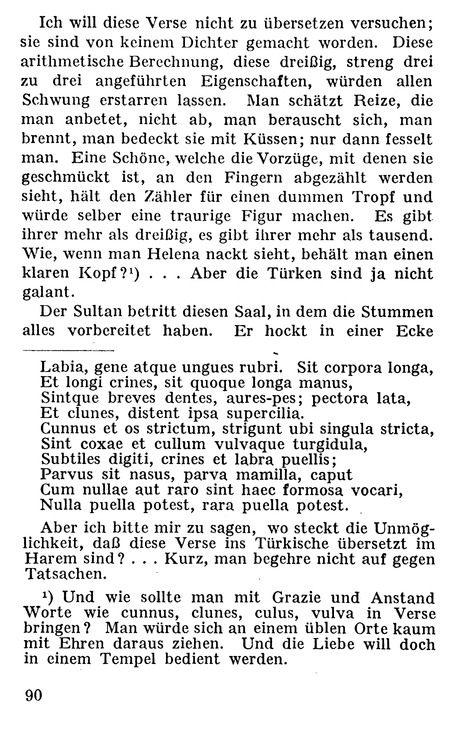 Ich will diese Verse nicht zu übersetzen versuchen;
sie sind von keinem Dichter gemacht worden. Diese
arithmetische Berechnung, diese dreißig, streng drei
zu drei angeführten Eigenschaften, würden allen
Schwung erstarren lassen. Man schätzt Reize, die
man anbetet, nicht ab, man berauscht sich, man
brennt, man bedeckt sie mit Küssen; nur dann fesselt
man. Eine Schöne, welche die Vorzüge, mit denen sie
geschmückt ist, an den Fingern abgezählt werden
sieht, hält den Zähler für einen dummen Tropf und
würde selber eine traurige Figur machen. Es gibt
ihrer mehr als dreißig, es gibt ihrer mehr als tausend.
Wie, wenn man Helena nackt sieht, behält man einen
klaren Kopf?¹) . . . Aber die Türken sind ja nicht
galant.
Der Sultan betritt diesen Saal, in dem die Stummen
alles vorbereitet haben. Er hockt in einer Ecke
Labia, gene atque ungues rubri. Sit corpora longa,
Et longi crines, sit quoque longa manus,
Sintque breves dentes, aures-pes; pectora lata,
Et clunes, distent ipsa supercilia.
Cunnus et os strictum, strigunt ubi singula stricta,
Sint coxae et cullum vulvaque turgidula,
Subtiles digiti, crines et labra puellis;
Parvus sit nasus, parva mamilla, caput
Cum nullae aut raro sint haec formosa vocari,
Nulla puella potest, rara puella potest.
Aber ich bitte mir zu sagen, wo steckt die Unmög-
lichkeit, daß diese Verse ins Türkische übersetzt im
Harem sind? . . . Kurz, man begehre nicht auf gegen
Tatsachen.
¹) Und wie sollte man mit Grazie und Anstand
Worte wie cunnus, clunes, culus, vulva in Verse
bringen? Man würde sich an einem üblen Orte kaum
mit Ehren daraus ziehen. Und die Liebe will doch
in einem Tempel bedient werden.
90